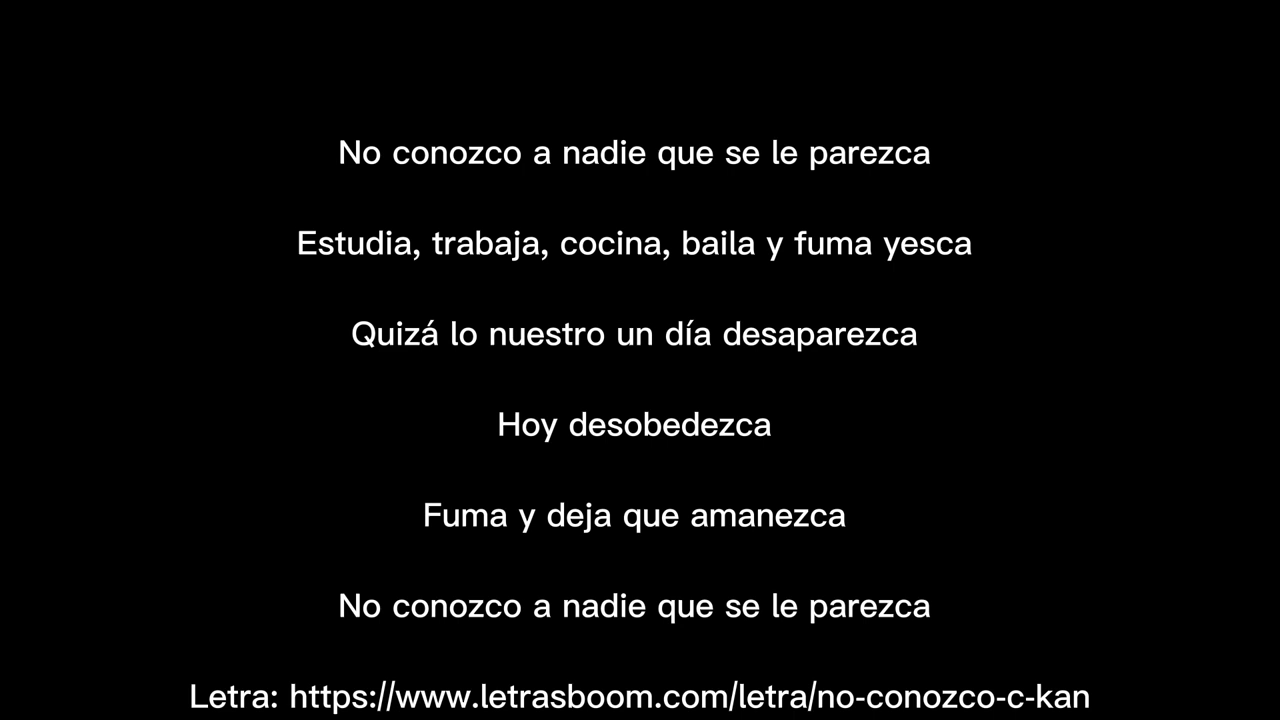 No conozco a nadie que se le parezca
Estudia, trabaja, cocina, baila y fuma yesca
Quizá lo nuestro un día desaparezca
Hoy desobedezca
Fuma y deja que amanezca
No conozco a nadie que se le parezca
Letra: https://www.letrasboom.com/letra/no-conozco-c-kan